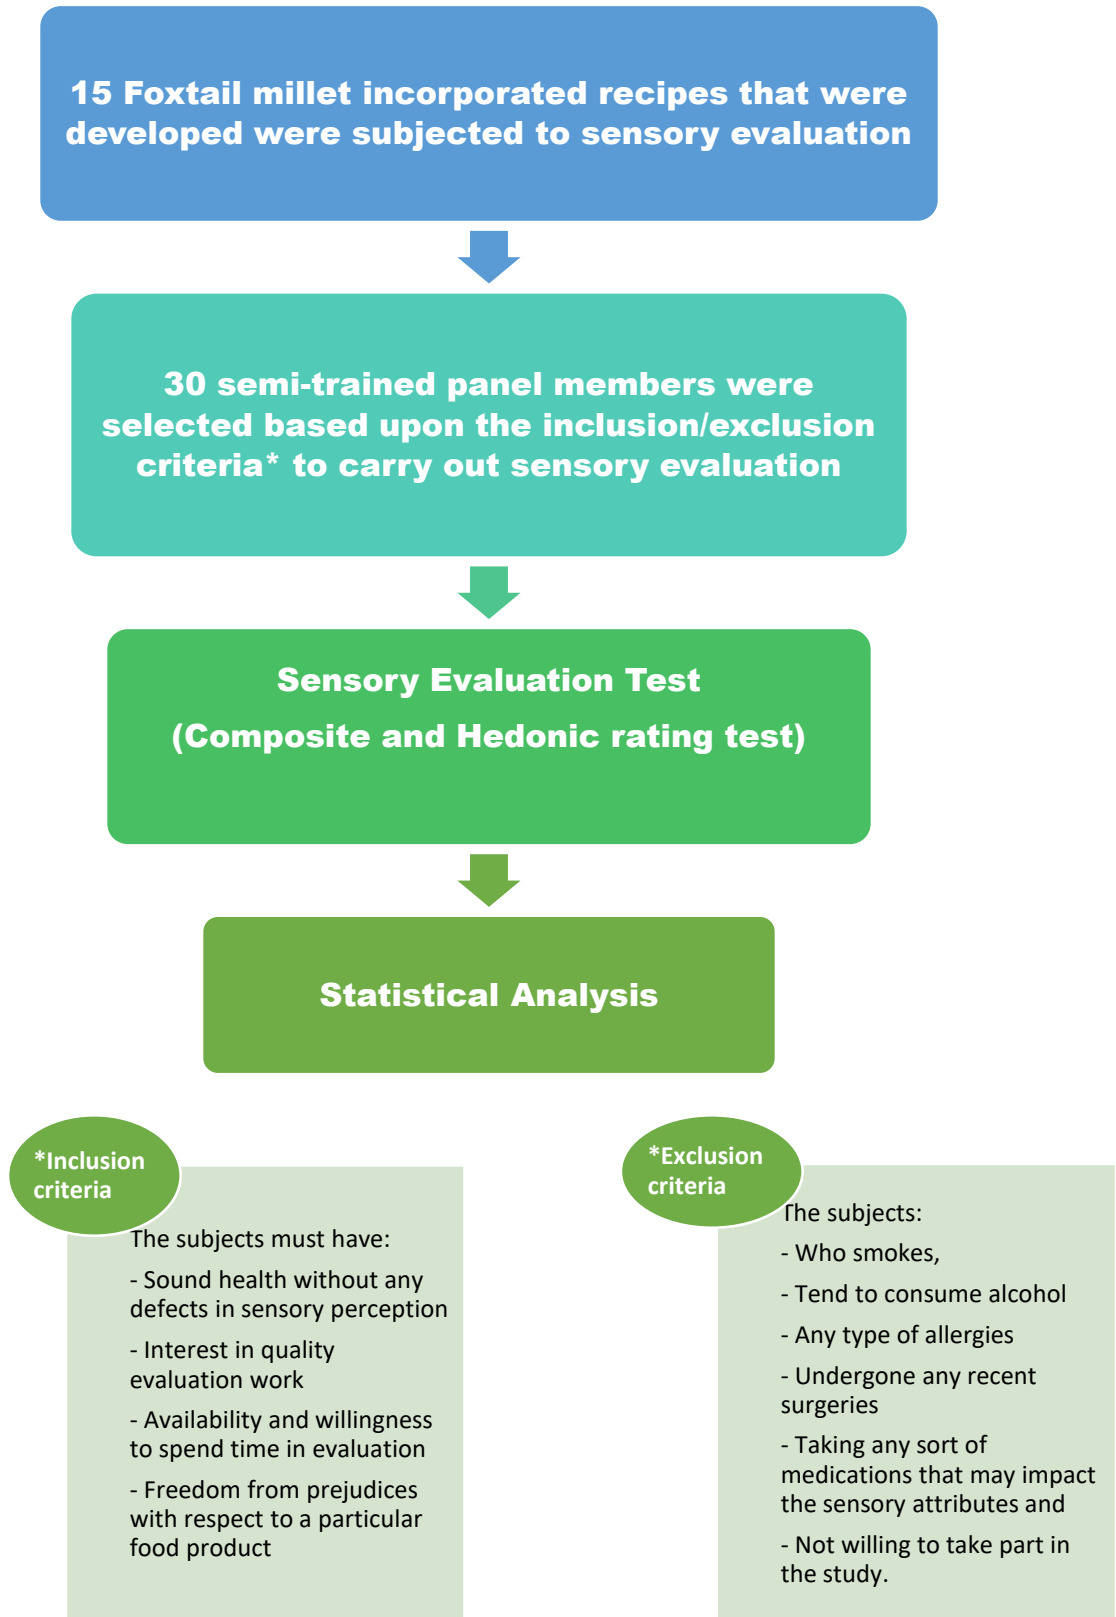 15 Foxtail millet incorporated recipes that were
developed were subjected to sensory evaluation
30 semi-trained panel members were
selected based upon the inclusion/exclusion
criteria* to carry out sensory evaluation
Sensory Evaluation Test
(Composite and Hedonic rating test)
Statistical Analysis
*Inclusion
criteria
The subjects must have:
- Sound health without any
defects in sensory perception
- Interest in quality
evaluation work
- Availability and willingness
to spend time in evaluation
- Freedom from prejudices
with respect to a particular
food product
*Exclusion
criteria
The subjects:
- Who smokes,
- Tend to consume alcohol
- Any type of allergies
- Undergone any recent
surgeries
- Taking any sort of
medications that may impact
the sensory attributes and
- Not willing to take part in
the study.